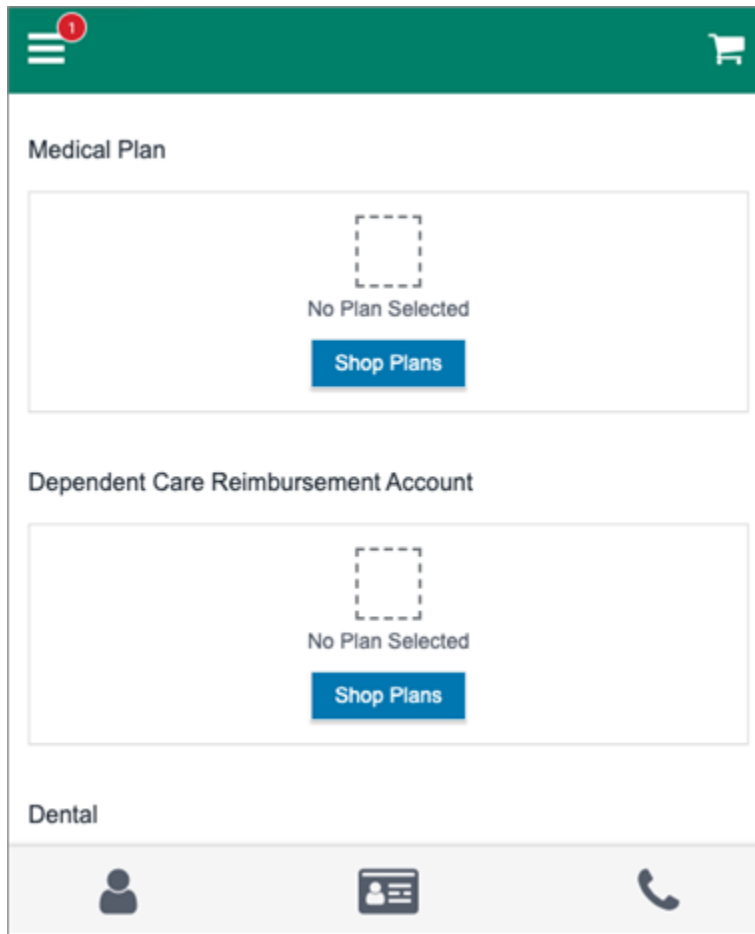 1
Medical Plan
No Plan Selected
Shop Plans
Dependent Care Reimbursement Account
No Plan Selected
Shop Plans
Dental